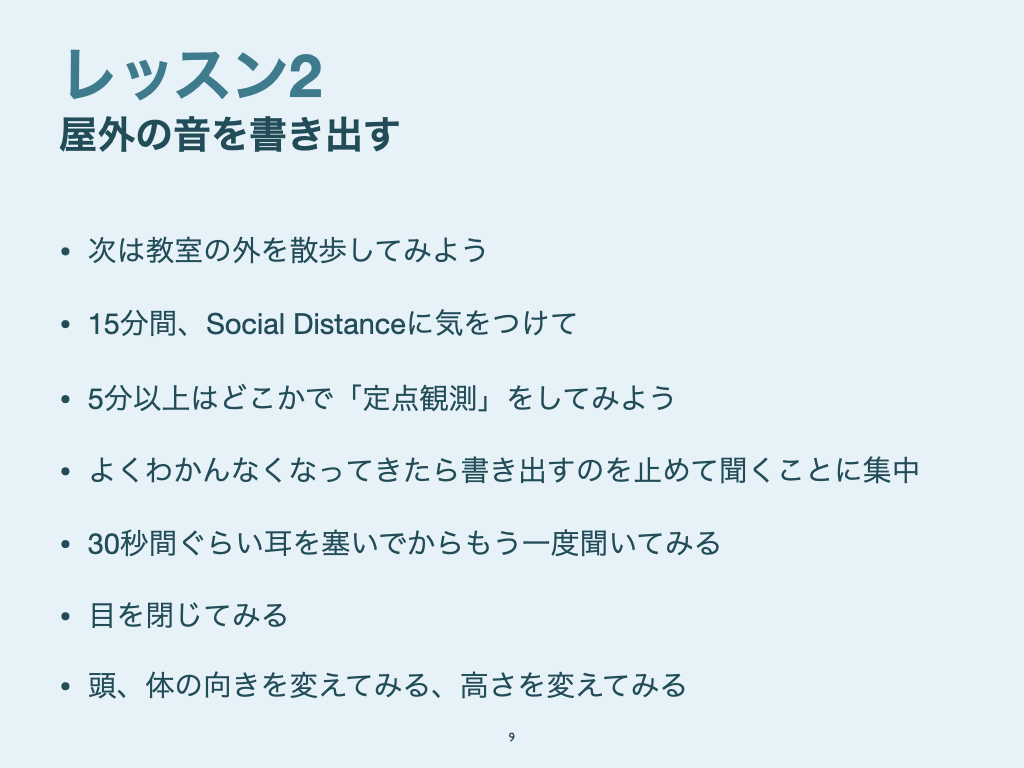 レッスン2
屋外の音を書き出す
• 次は教室の外を散歩してみよう
• 15分間、Social Distanceに気をつけて
• 5分以上はどこかで「定点観測」をしてみよう
• よくわかんなくなってきたら書き出すのを止めて聞くことに集中
• 30秒間ぐらい耳を塞いでからもう一度聞いてみる
• 目を閉じてみる
• 頭、体の向きを変えてみる、高さを変えてみる
9